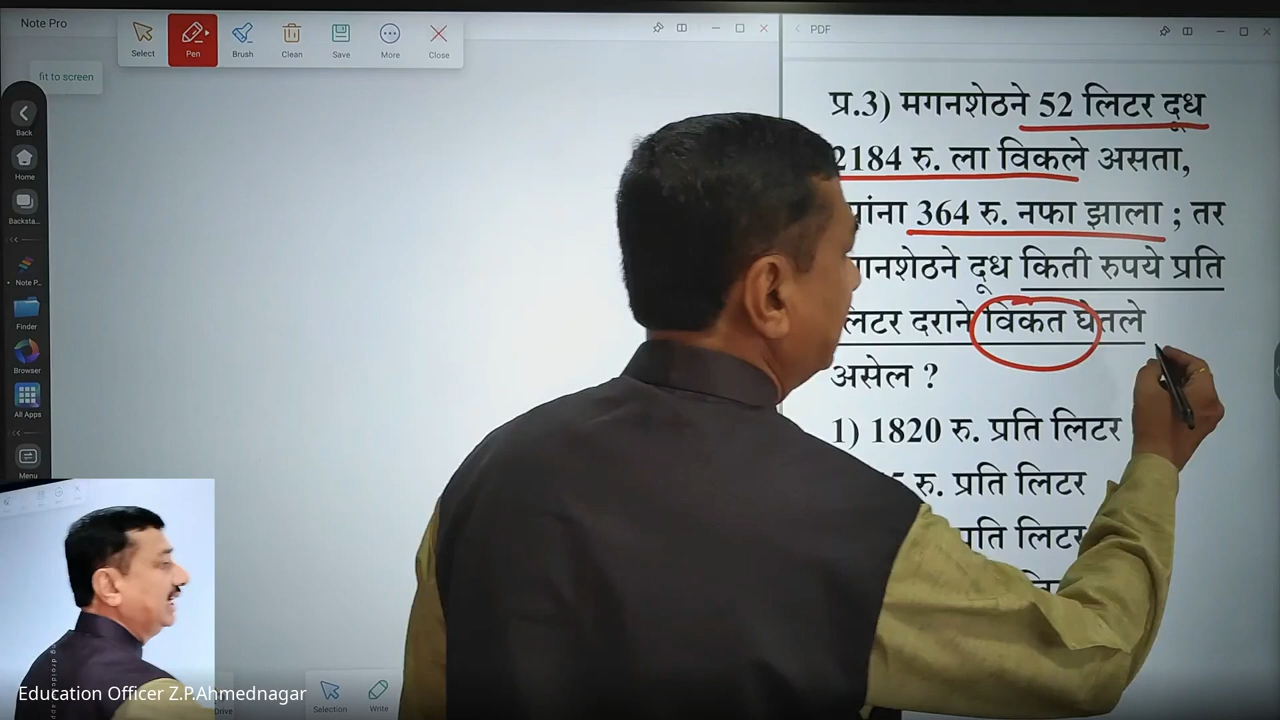 Note Pro
Select
Pen
Brush
Clean
Save
More
Close
fit to screen
Back
Home
Backsta...
Note P...
Finder
Browser
All Apps
Menu
PDF
प्र.3) मगनशेठने 52 लिटर दूध
2184 रु. ला विकले असता,
364 रु. नफा झाला ; तर
दूध किती रुपये प्रति
दराने विकत घेतले
असेल ?
1) 1820 रु. प्रति लिटर
रु. प्रति लिटर
प्रति लिटर
Selection
Write
Education Officer Z.P.Ahmednagar